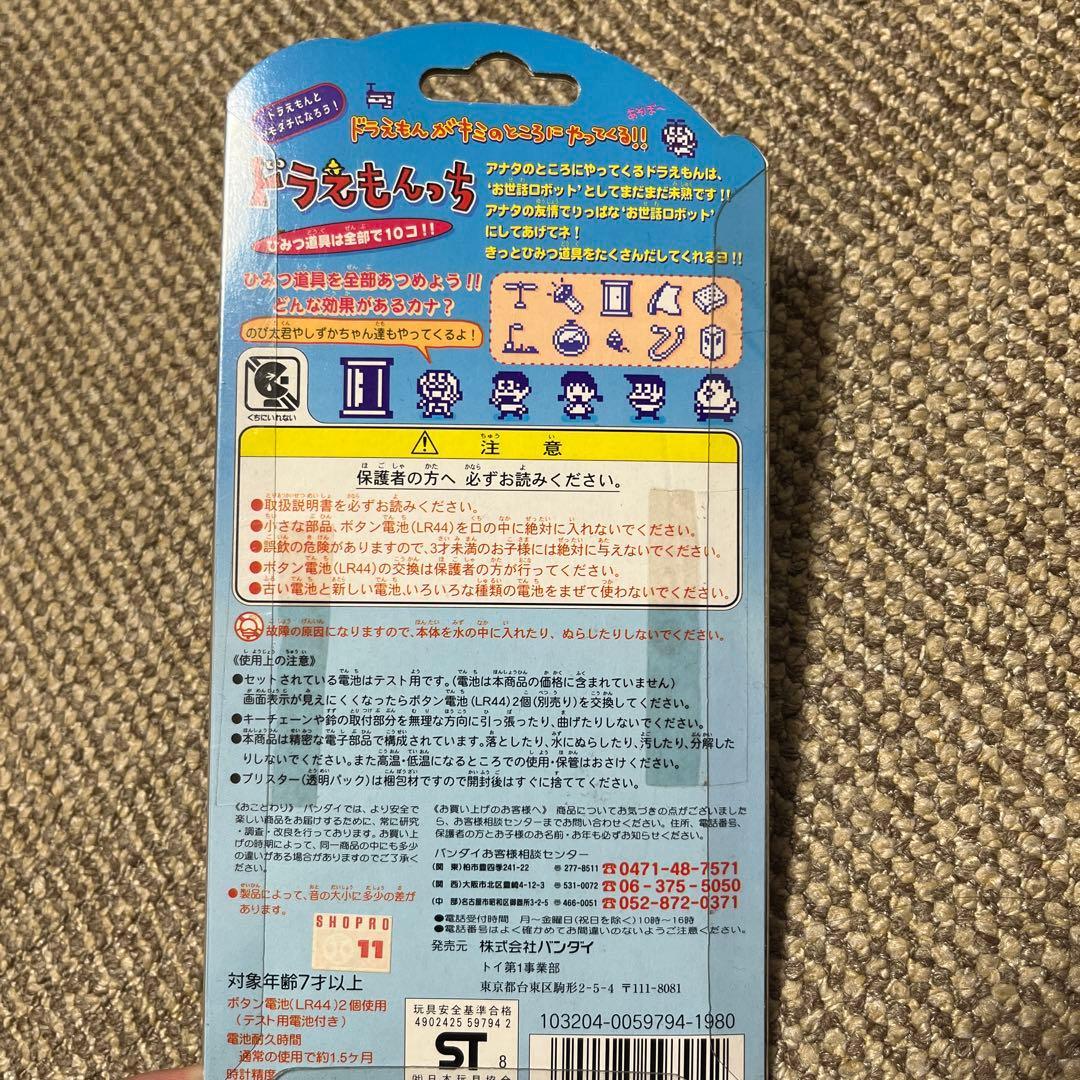 ドラえもんと
モダチになろう!
あそぼ〜
ドラえもんがキミのところにやってくる!!
ドラえもんっち
アナタのところにやってくるドラえもんは、
'お世話ロボット'としてまだまだ未熟です!!
アナタの友情でりっぱな'お世話ロボット'
にしてあげてネ!
きっとひみつ道具をたくさんだしてくれるヨ!!
ひみつ道具は全部で10コ!!
ひみつ道具を全部あつめよう!!
どんな効果があるカナ?
のび太君やしずかちゃん達もやってくるよ!
くちにいれない
注意
保護者の方へ 必ずお読みください。
●取扱説明書を必ずお読みください。
●小さな部品、ボタン電池(LR44)を口の中に絶対に入れないでください。
●誤飲の危険がありますので、3才未満のお子様には絶対に与えないでください。
●ボタン電池(LR44)の交換は保護者の方が行ってください。
●古い電池と新しい電池、いろいろな種類の電池をまぜて使わないでください。
故障の原因になりますので、本体を水の中に入れたり、ぬらしたりしないでください。
《使用上の注意》
●セットされている電池はテスト用です。(電池は本商品の価格に含まれていません)
画面表示が見えにくくなったらボタン電池(LR44)2個(別売り)を交換してください。
●キーチェーンや鈴の取付部分を無理な方向に引っ張ったり、曲げたりしないでください。
●本商品は精密な電子部品で構成されています。落としたり、水にぬらしたり、汚したり、分解した
りしないでください。また高温・低温になるところでの使用・保管はおさけください。
●ブリスター(透明パック)は梱包材ですので開封後はすぐに捨ててください。
《おことわり》 バンダイでは、より安全で
楽しい商品をお届けするために、常に研究
・調査・改良を行っております。お買い上
げの時期によって、同一商品の中にも多少
の違いがある場合がありますのでご了承く
ださい。
●製品によって、音の大小に多少の差が
あります。
《お買い上げのお客様へ》 商品についてお気づきの点がございました
ら、お客様相談センターまでお問い合わせください。住所、電話番号、
保護者の方とお子様のお名前・お年も必ずお知らせください。
バンダイお客様相談センター
(関 東)柏市豊四季241-22 〒277-8511 ☎0471-48-7571
(関 西)大阪市北区豊崎4-12-3 〒531-0072 ☎06-375-5050
(中 部)名古屋市昭和区御器所3-2-5 〒466-0051 ☎052-872-0371
●電話受付時間 月〜金曜日(祝日を除く)10時〜16時
●電話番号はよく確かめてお間違いのないようご注意ください。
発売元 株式会社バンダイ
トイ第1事業部
東京都台東区駒形2-5-4 〒111-8081
SHOPRO
11
対象年齢7才以上
ボタン電池(LR44)2個使用
(テスト用電池付き)
電池耐久時間
通常の使用で約1.5ヶ月
時計精度
玩具安全基準合格
4902425 59794 2
ST 8
㈳日本玩具協会
103204-0059794-1980